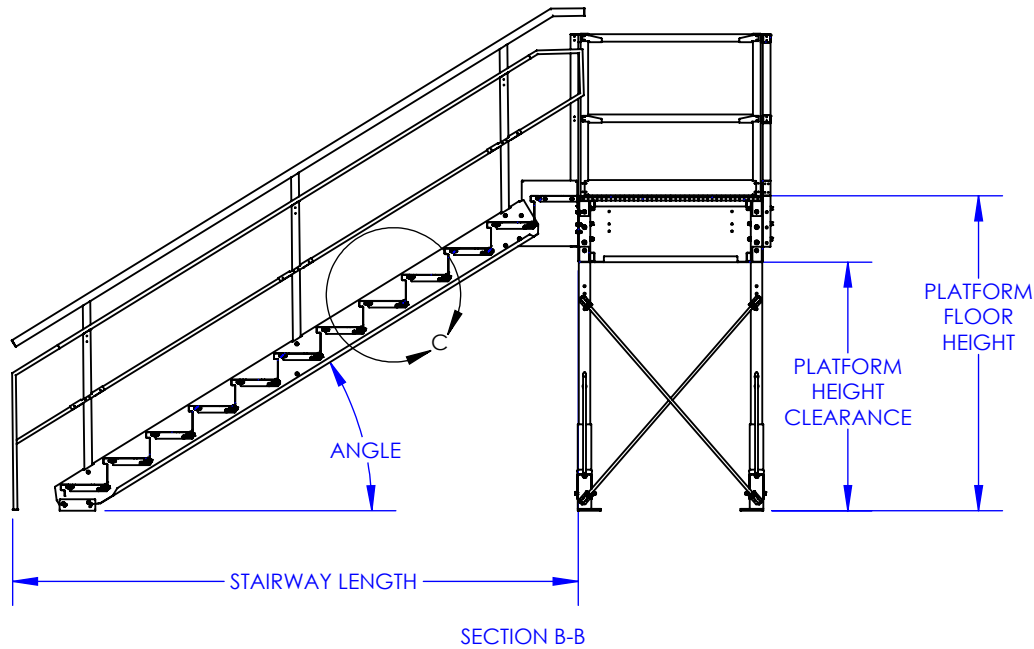 C
PLATFORM
FLOOR
HEIGHT
PLATFORM
HEIGHT
CLEARANCE
ANGLE
STAIRWAY LENGTH
SECTION B-B